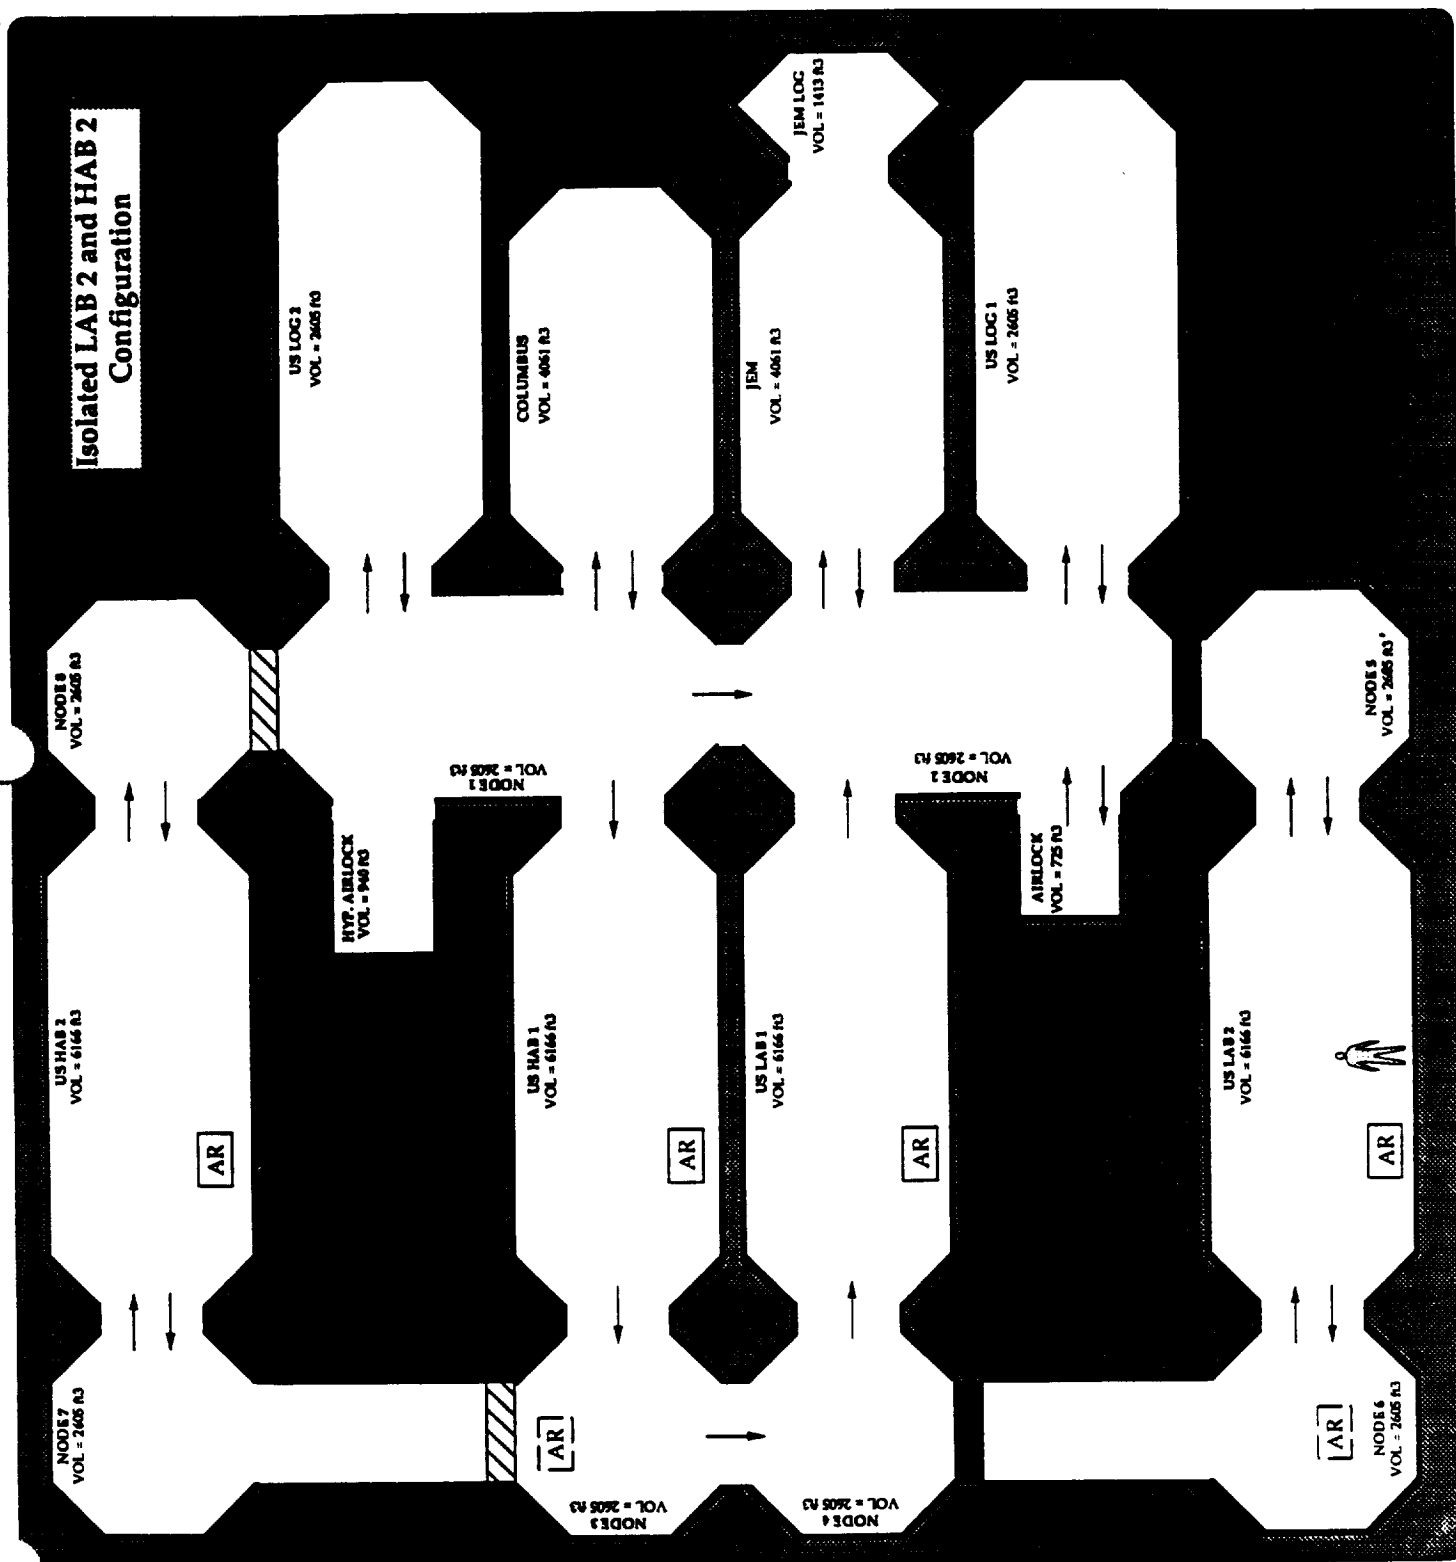 Isolated LAB 2 and HAB 2
Configuration
NODE 7
VOL = 2605 ft3
US HAB 2
VOL = 6166 ft3
AR
NODE 8
VOL = 2605 ft3
US LOG 2
VOL = 2605 ft3
HYP. AIRLOCK
VOL = 940 ft3
NODE 1
VOL = 2605 ft3
COLUMBUS
VOL = 4061 ft3
US HAB 1
VOL = 6166 ft3
AR
AR
NODE 3
VOL = 2605 ft3
JEM
VOL = 4061 ft3
JEM LOG
VOL = 1413 ft3
US LAB 1
VOL = 6166 ft3
AR
NODE 4
VOL = 2605 ft3
NODE 2
VOL = 2605 ft3
US LOG 1
VOL = 2605 ft3
AIRLOCK
VOL = 725 ft3
US LAB 2
VOL = 6166 ft3
AR
AR
NODE 6
VOL = 2605 ft3
NODE 5
VOL = 2605 ft3